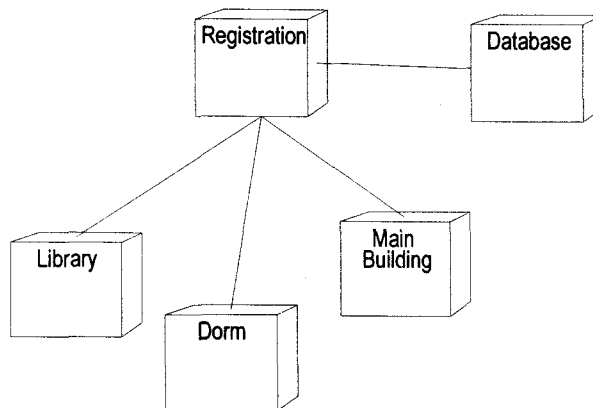 Registration
Database
Library
Main
Building
Dorm